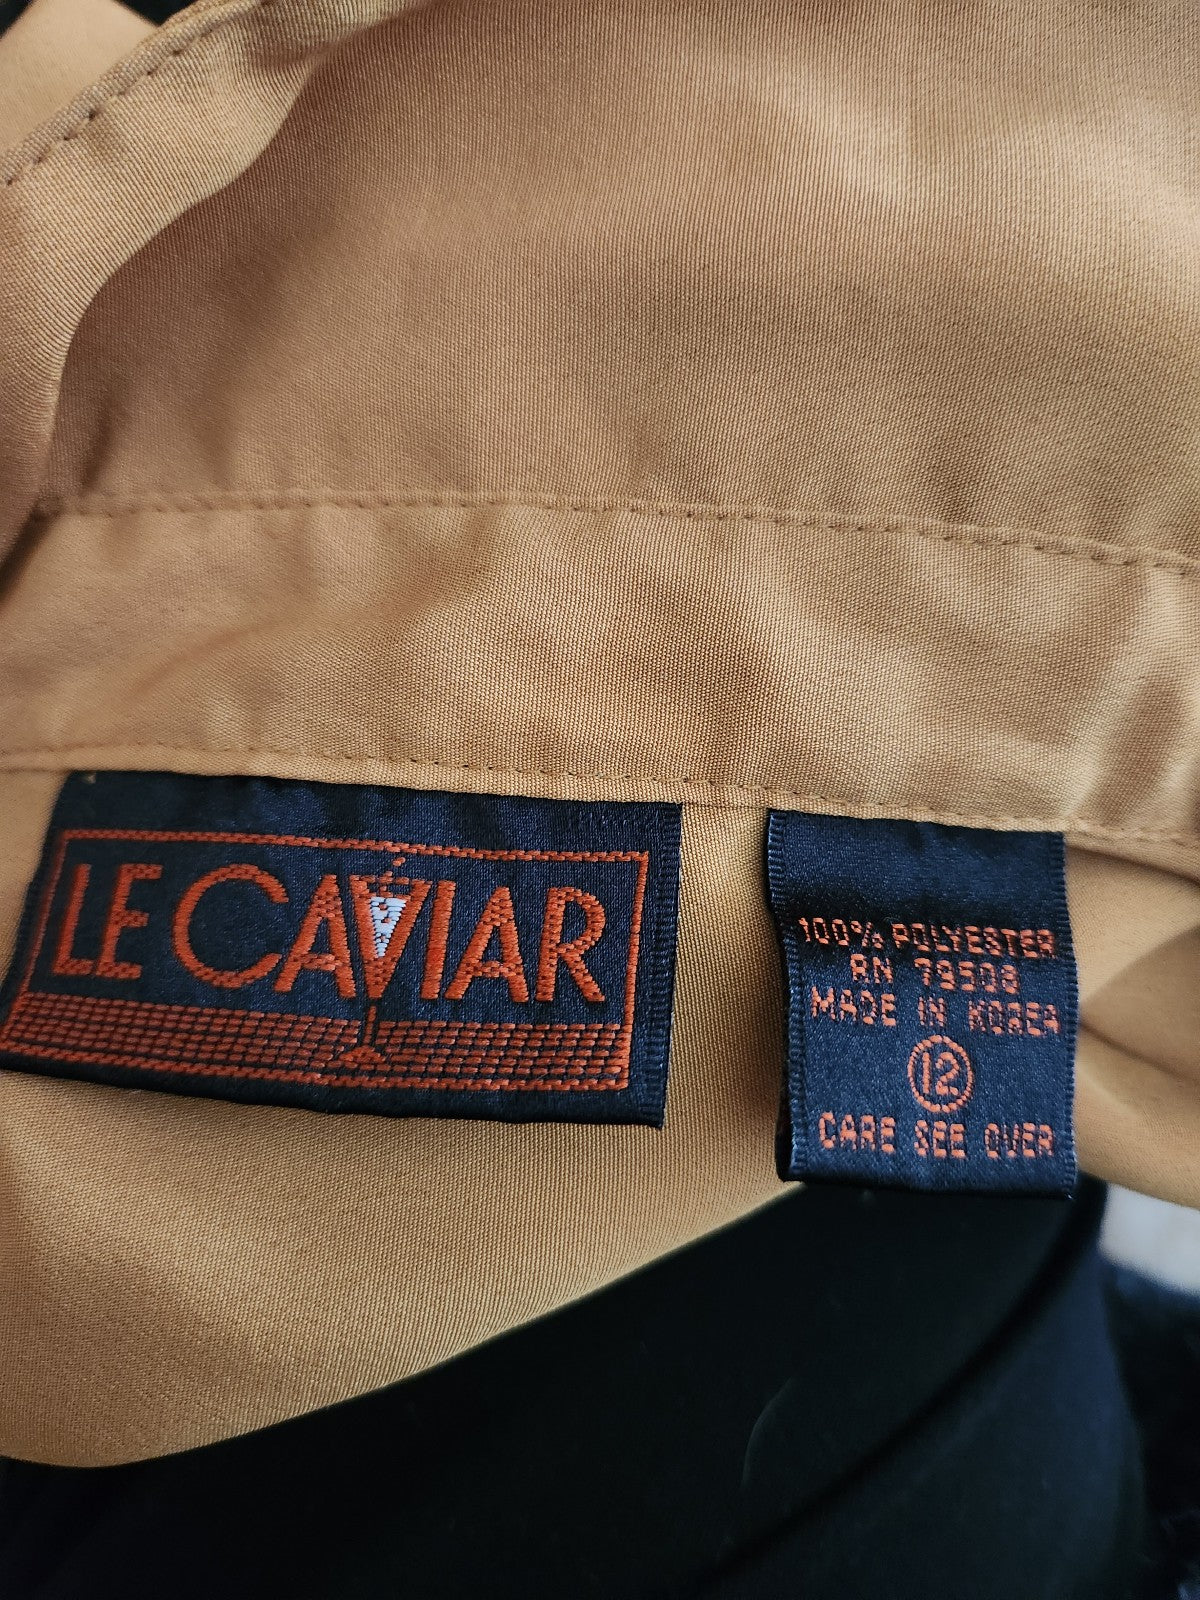 LE CAVIAR
100% POLYESTER
RN 79508
MADE IN KOREA
12
CARE SEE OVER